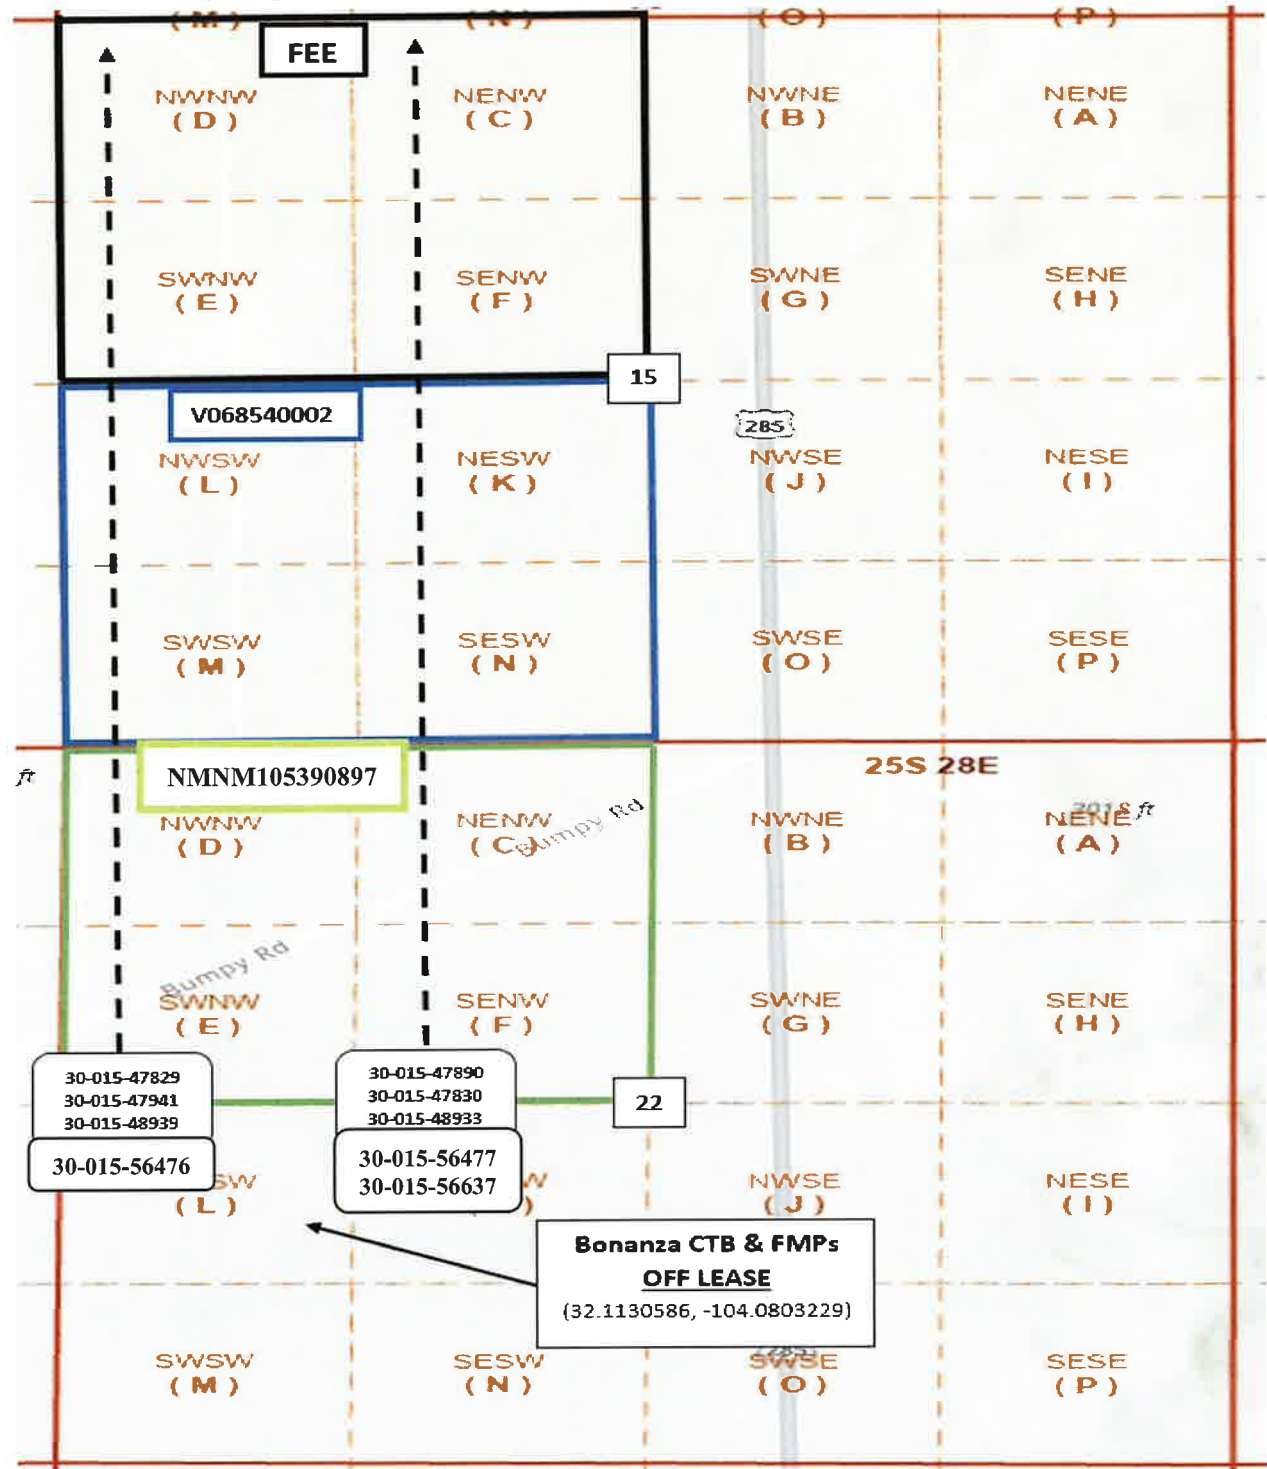 (M) (N) (O) (P)
FEE
NWNW NENW NWNE NENE
(D) (C) (B) (A)
SWNW SENW SWNE SENE
(E) (F) (G) (H)
15
V068540002
285
NWSW NESW NWSE NESE
(L) (K) (J) (I)
SWSW SESW SWSE SESE
(M) (N) (O) (P)
25S 28E
ft
NMNM105390897
ft
Bumpy Rd
NWNW NENW NWNE NENE
(D) (C) (B) (A)
Bumpy Rd
SWNW SENW SWNE SENE
(E) (F) (G) (H)
30-015-47829
30-015-47941
30-015-48939
30-015-56476
30-015-47890
30-015-47830
30-015-48933
30-015-56477
30-015-56637
22
SW W NWSE NESE
(L) ) (J) (I)
Bonanza CTB & FMPs
OFF LEASE
(32.1130586, -104.0803229)
285
SWSW SESW SWSE SESE
(M) (N) (O) (P)